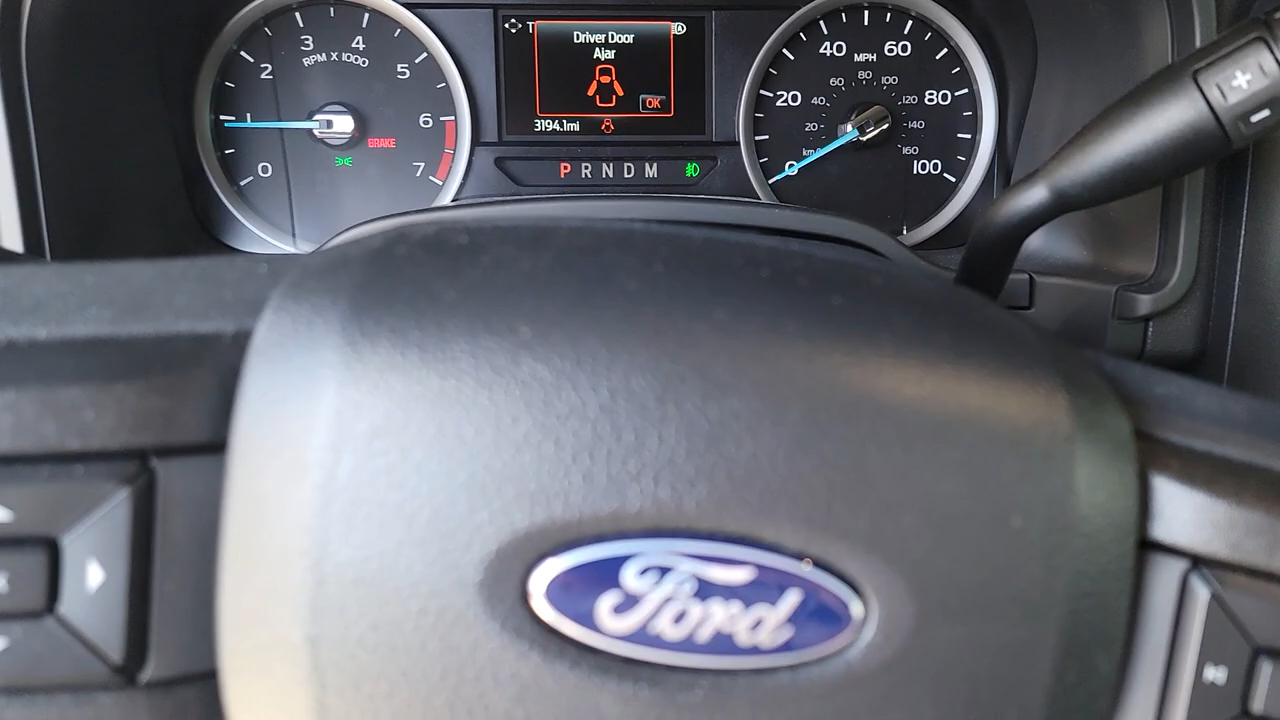 3 4
RPM X 1000
2 5
1 6
BRAKE
0 7
T
Driver Door
Ajar
OK
3194.1mi
P R N D M
40 MPH 60
60 80 100
20 40 120 80
20 140
km/h 160
0 100
+
−
Ford